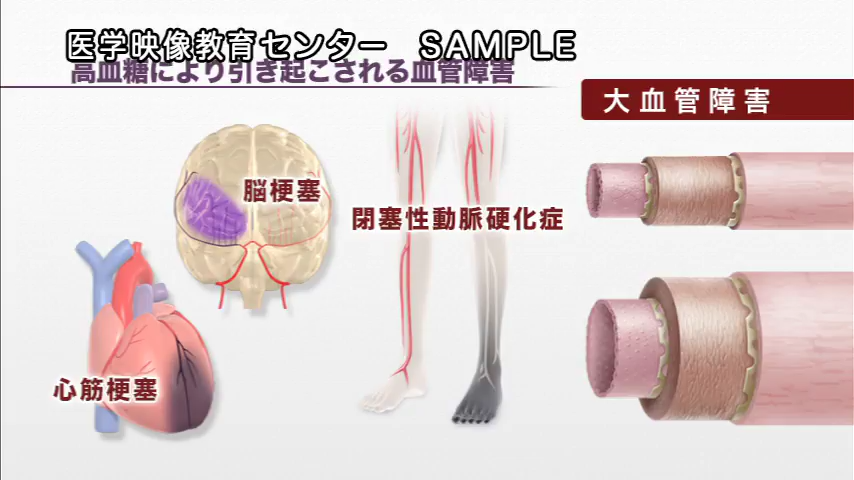 医学映像教育センター　SAMPLE
高血糖により引き起こされる血管障害
大血管障害
脳梗塞
閉塞性動脈硬化症
心筋梗塞